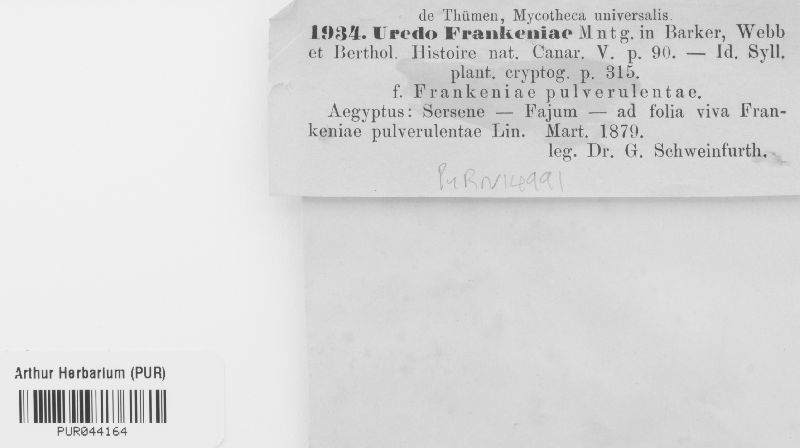 de Thümen, Mycotheca universalis.
1934. Uredo Frankeniae Mntg. in Barker, Webb
et Berthol. Histoire nat. Canar. V. p. 90. — Id. Syll.
plant. cryptog. p. 315.
f. Frankeniae pulverulentae.
Aegyptus: Sersene — Fajum — ad folia viva Fran-
keniae pulverulentae Lin. Mart. 1879.
leg. Dr. G. Schweinfurth.
PURN14991
Arthur Herbarium (PUR)
PUR044164